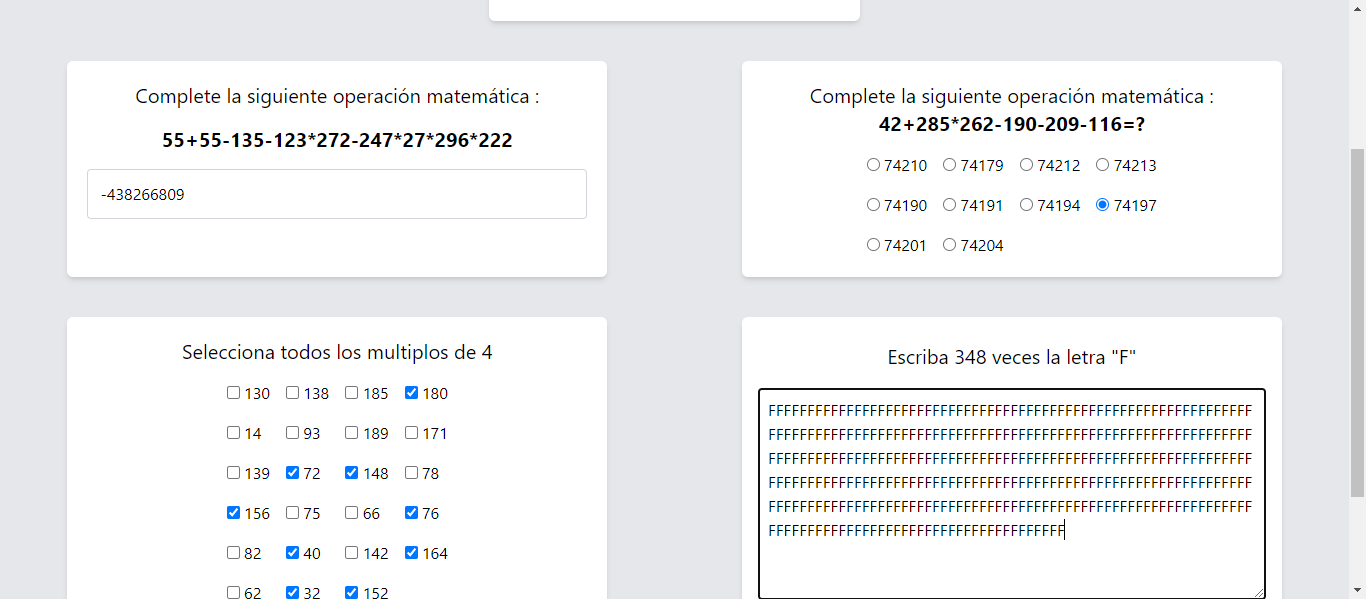 Complete la siguiente operación matemática :
55+55-135-123*272-247*27*296*222
-438266809
Complete la siguiente operación matemática :
42+285*262-190-209-116=?
74210 74179 74212 74213
74190 74191 74194 74197
74201 74204
Selecciona todos los multiplos de 4
130 138 185 180
14 93 189 171
139 72 148 78
156 75 66 76
82 40 142 164
62 32 152
Escriba 348 veces la letra "F"
FFFFFFFFFFFFFFFFFFFFFFFFFFFFFFFFFFFFFFFFFFFFFFFFFFFFFFFFFFFFFF
FFFFFFFFFFFFFFFFFFFFFFFFFFFFFFFFFFFFFFFFFFFFFFFFFFFFFFFFFFFFFF
FFFFFFFFFFFFFFFFFFFFFFFFFFFFFFFFFFFFFFFFFFFFFFFFFFFFFFFFFFFFFF
FFFFFFFFFFFFFFFFFFFFFFFFFFFFFFFFFFFFFFFFFFFFFFFFFFFFFFFFFFFFFF
FFFFFFFFFFFFFFFFFFFFFFFFFFFFFFFFFFFFFFFFFFFFFFFFFFFFFFFFFFFFFF
FFFFFFFFFFFFFFFFFFFFFFFFFFFFFFFFFFFFFF